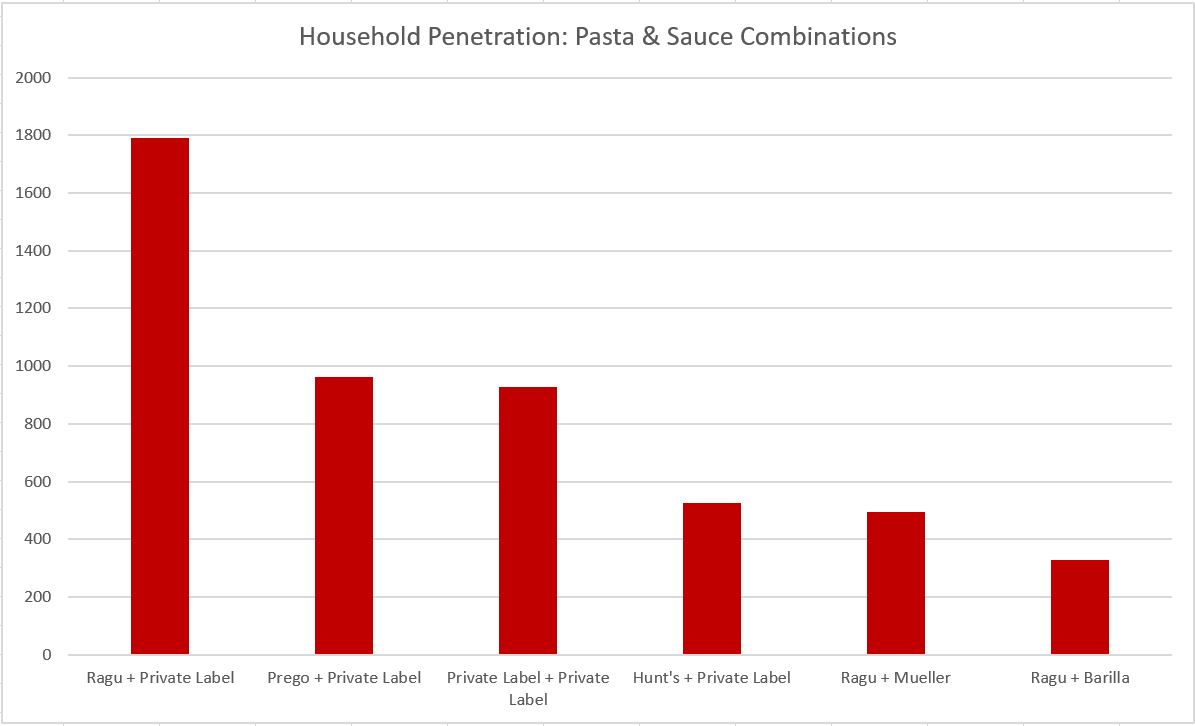 Household Penetration: Pasta & Sauce Combinations
2000
1800
1600
1400
1200
1000
800
600
400
200
0
Ragu + Private Label
Prego + Private Label
Private Label + Private
Label
Hunt's + Private Label
Ragu + Mueller
Ragu + Barilla